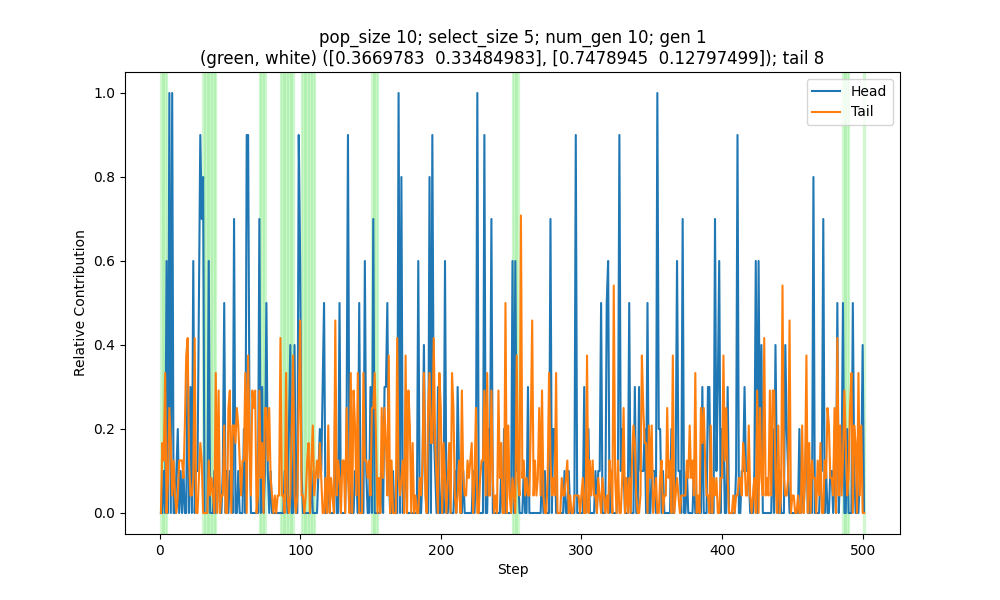 pop_size 10; select_size 5; num_gen 10; gen 1
(green, white) ([0.3669783  0.33484983], [0.7478945  0.12797499]); tail 8
Head
Tail
1.0
0.8
0.6
0.4
0.2
0.0
Relative Contribution
0
100
200
300
400
500
Step